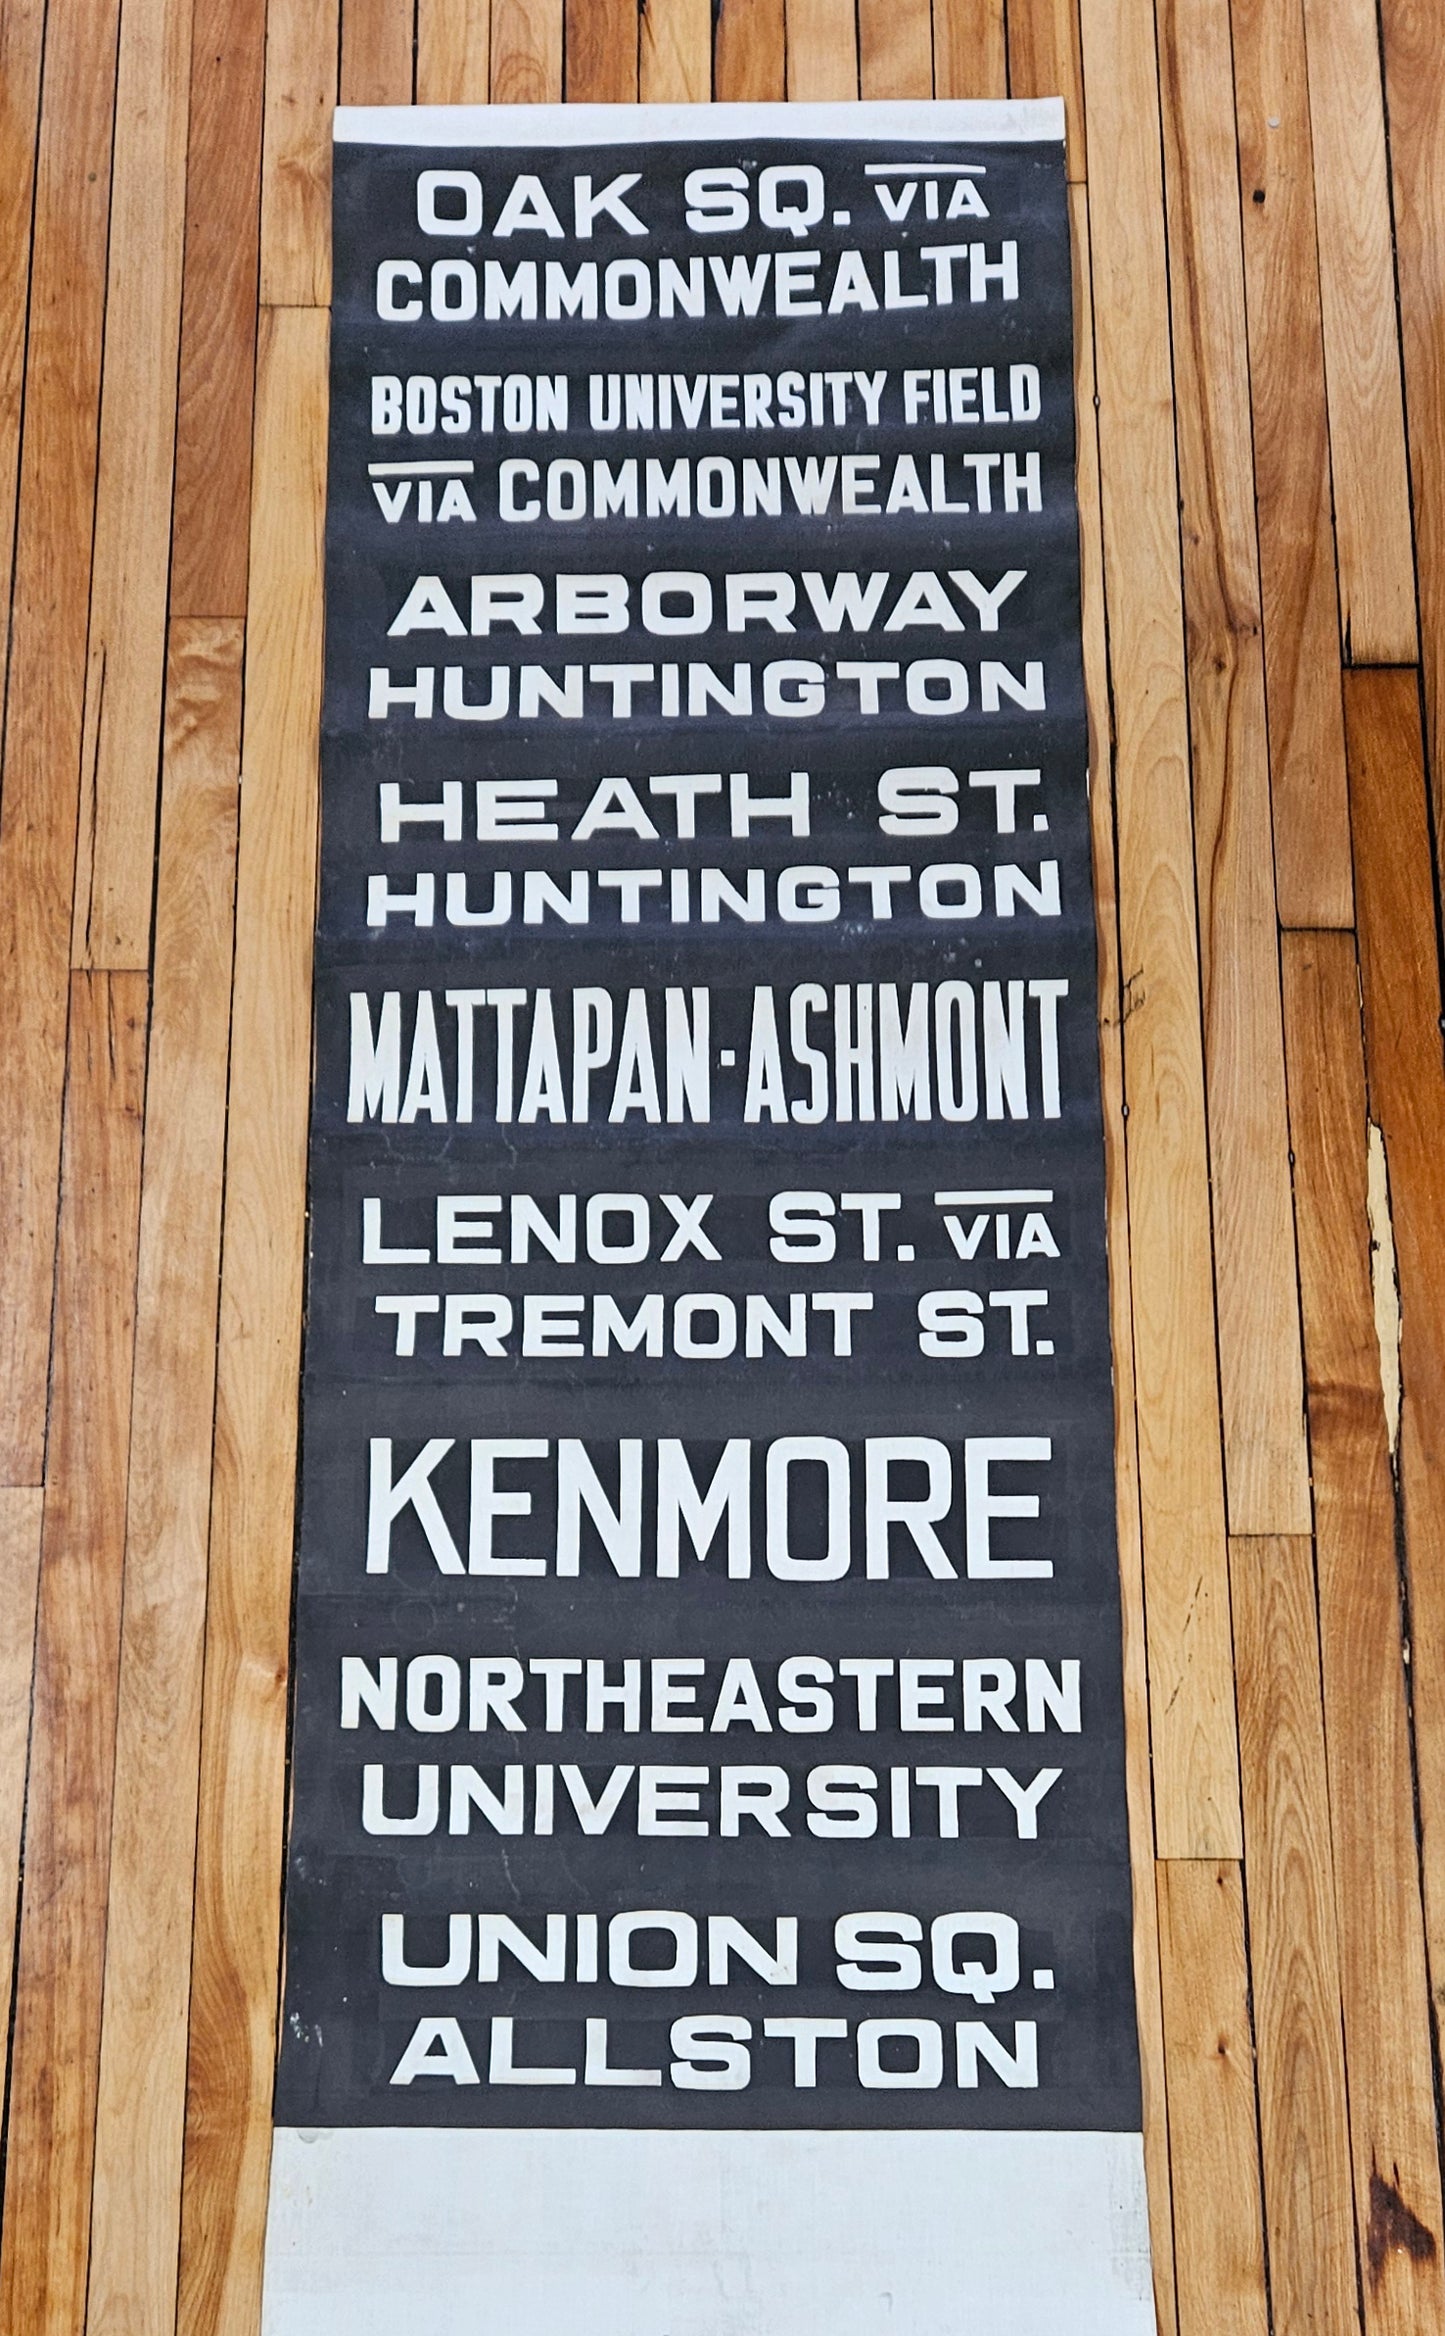 OAK SQ. VIA
COMMONWEALTH
BOSTON UNIVERSITY FIELD
VIA COMMONWEALTH
ARBORWAY
HUNTINGTON
HEATH ST.
HUNTINGTON
MATTAPAN-ASHMONT
LENOX ST. VIA
TREMONT ST.
KENMORE
NORTHEASTERN
UNIVERSITY
UNION SQ.
ALLSTON